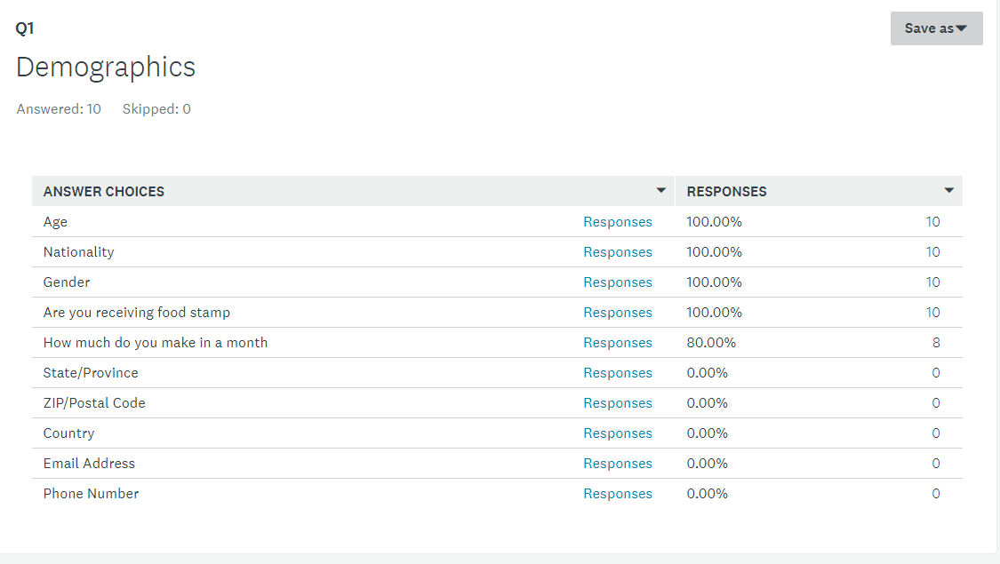 Q1
Save as
Demographics
Answered: 10 Skipped: 0
ANSWER CHOICES RESPONSES
Age Responses 100.00% 10
Nationality Responses 100.00% 10
Gender Responses 100.00% 10
Are you receiving food stamp Responses 100.00% 10
How much do you make in a month Responses 80.00% 8
State/Province Responses 0.00% 0
ZIP/Postal Code Responses 0.00% 0
Country Responses 0.00% 0
Email Address Responses 0.00% 0
Phone Number Responses 0.00% 0